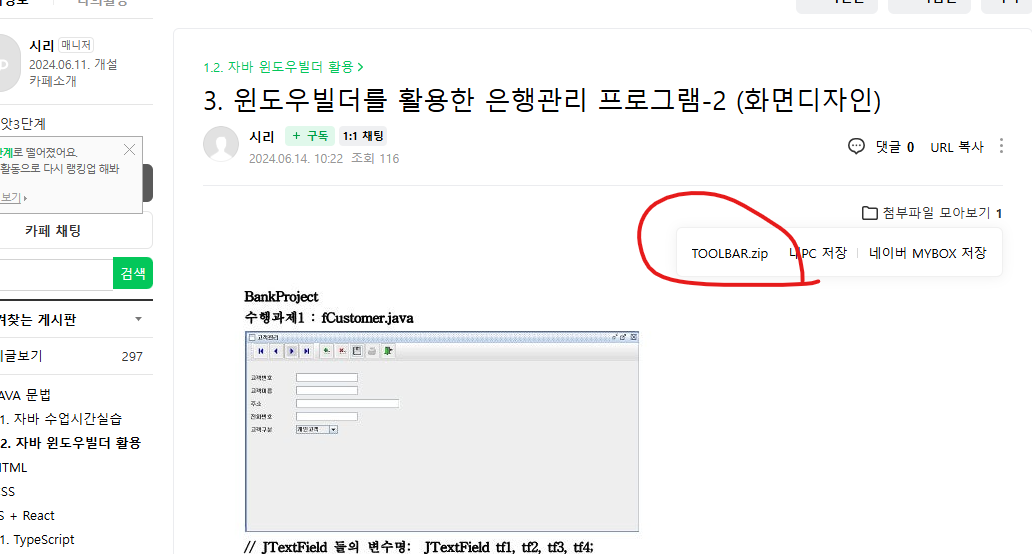 시리 매니저
2024.06.11. 개설
카페소개
앗3단계
단계로 떨어졌어요.
활동으로 다시 랭킹업 해봐
보기
카페 채팅
검색
겨찾는 게시판
글보기 297
AVA 문법
1. 자바 수업시간실습
2. 자바 윈도우빌더 활용
HTML
CSS
S + React
1. TypeScript
1.2. 자바 윈도우빌더 활용 >
3. 윈도우빌더를 활용한 은행관리 프로그램-2 (화면디자인)
시리 + 구독 1:1 채팅
2024.06.14. 10:22 조회 116
댓글 0 URL 복사
첨부파일 모아보기 1
TOOLBAR.zip 내PC 저장 네이버 MYBOX 저장
BankProject
수행과제1 : fCustomer.java
고객관리
고객번호
고객이름
주소
전화번호
고객구분 개인고객
// JTextField 들의 변수명: JTextField tf1, tf2, tf3, tf4;